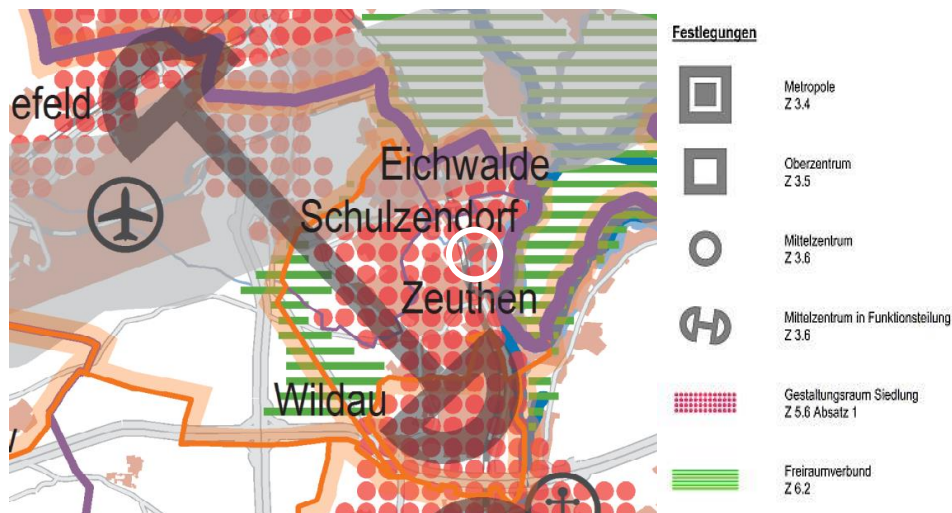 efeld
Eichwalde
Schulzendorf
Zeuthen
Wildau
Festlegungen
Metropole
Z 3.4
Oberzentrum
Z 3.5
Mittelzentrum
Z 3.6
Mittelzentrum in Funktionsteilung
Z 3.6
Gestaltungsraum Siedlung
Z 5.6 Absatz 1
Freiraumverbund
Z 6.2